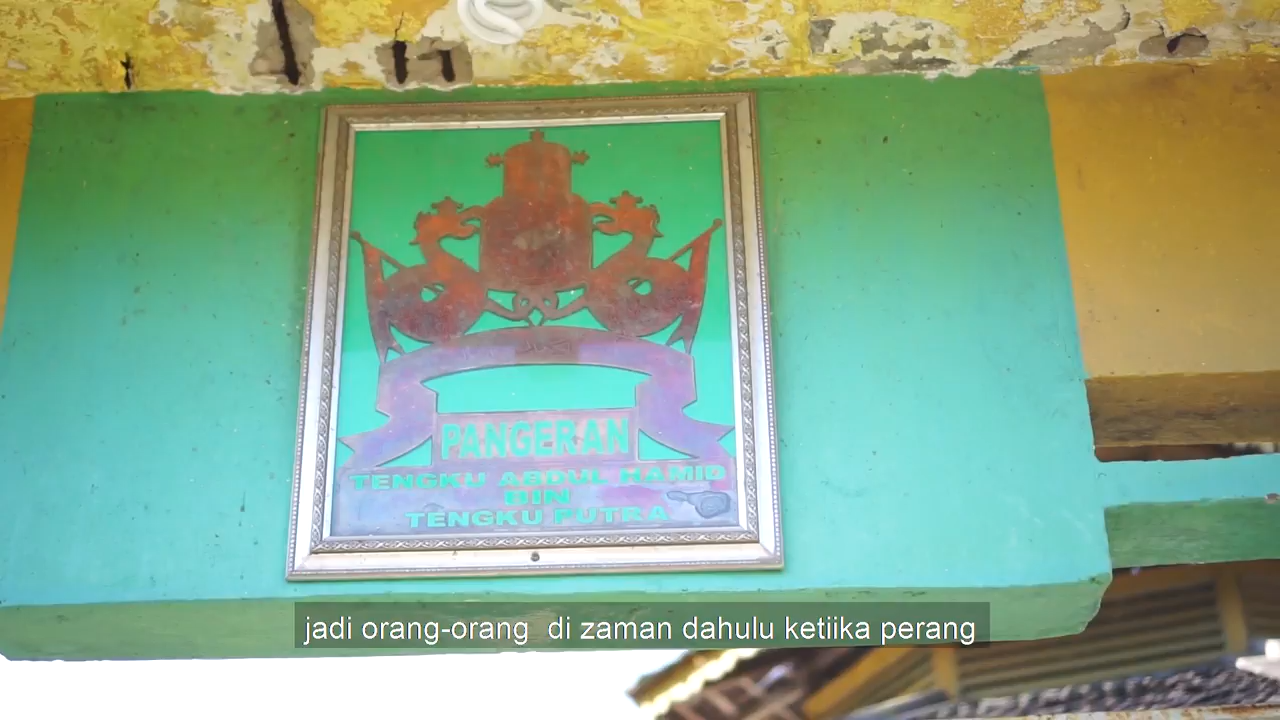 PANGERAN
TENGKU ABDUL HAMID
BIN
TENGKU PUTRA
jadi orang-orang  di zaman dahulu ketiika perang